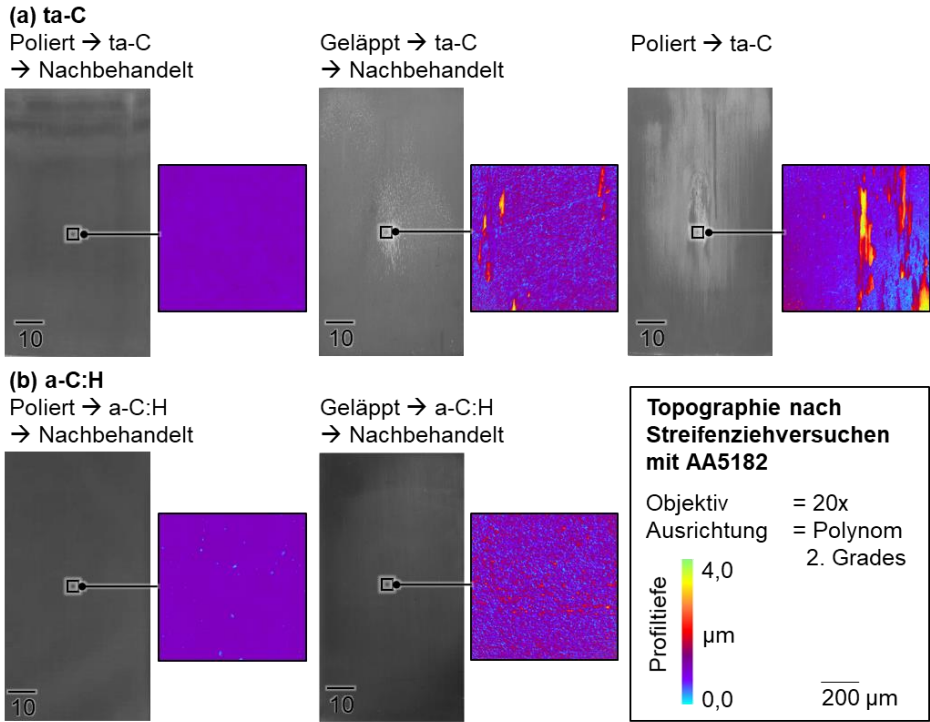 (a) ta-C
Poliert → ta-C
→ Nachbehandelt
Geläppt → ta-C
→ Nachbehandelt
Poliert → ta-C
10
10
10
(b) a-C:H
Poliert → a-C:H
→ Nachbehandelt
Geläppt → a-C:H
→ Nachbehandelt
10
10
Topographie nach
Streifenziehversuchen
mit AA5182
Objektiv = 20x
Ausrichtung = Polynom
2. Grades
Profiltiefe
4,0
µm
0,0
200 µm